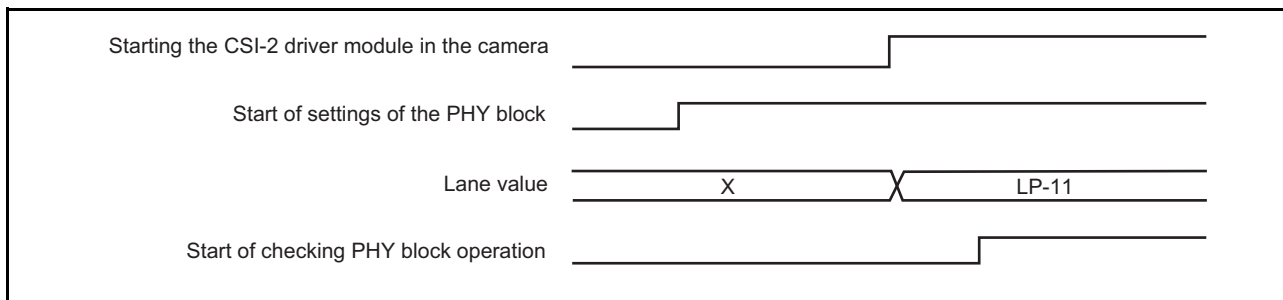 Starting the CSI-2 driver module in the camera
Start of settings of the PHY block
Lane value
X
LP-11
Start of checking PHY block operation